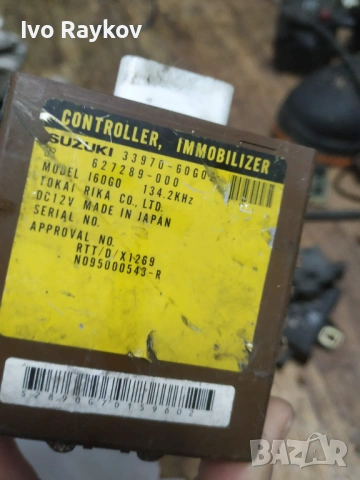 Ivo Raykov
CONTROLLER, IMMOBILIZER
SUZUKI 33970-60G0
627289-000
MODEL I60G0 134.2KHz
TOKAI RIKA CO., LTD.
DC12V MADE IN JAPAN
SERIAL NO.
APPROVAL NO.
RTT/D/X1269
N095000543-R
BAZAR